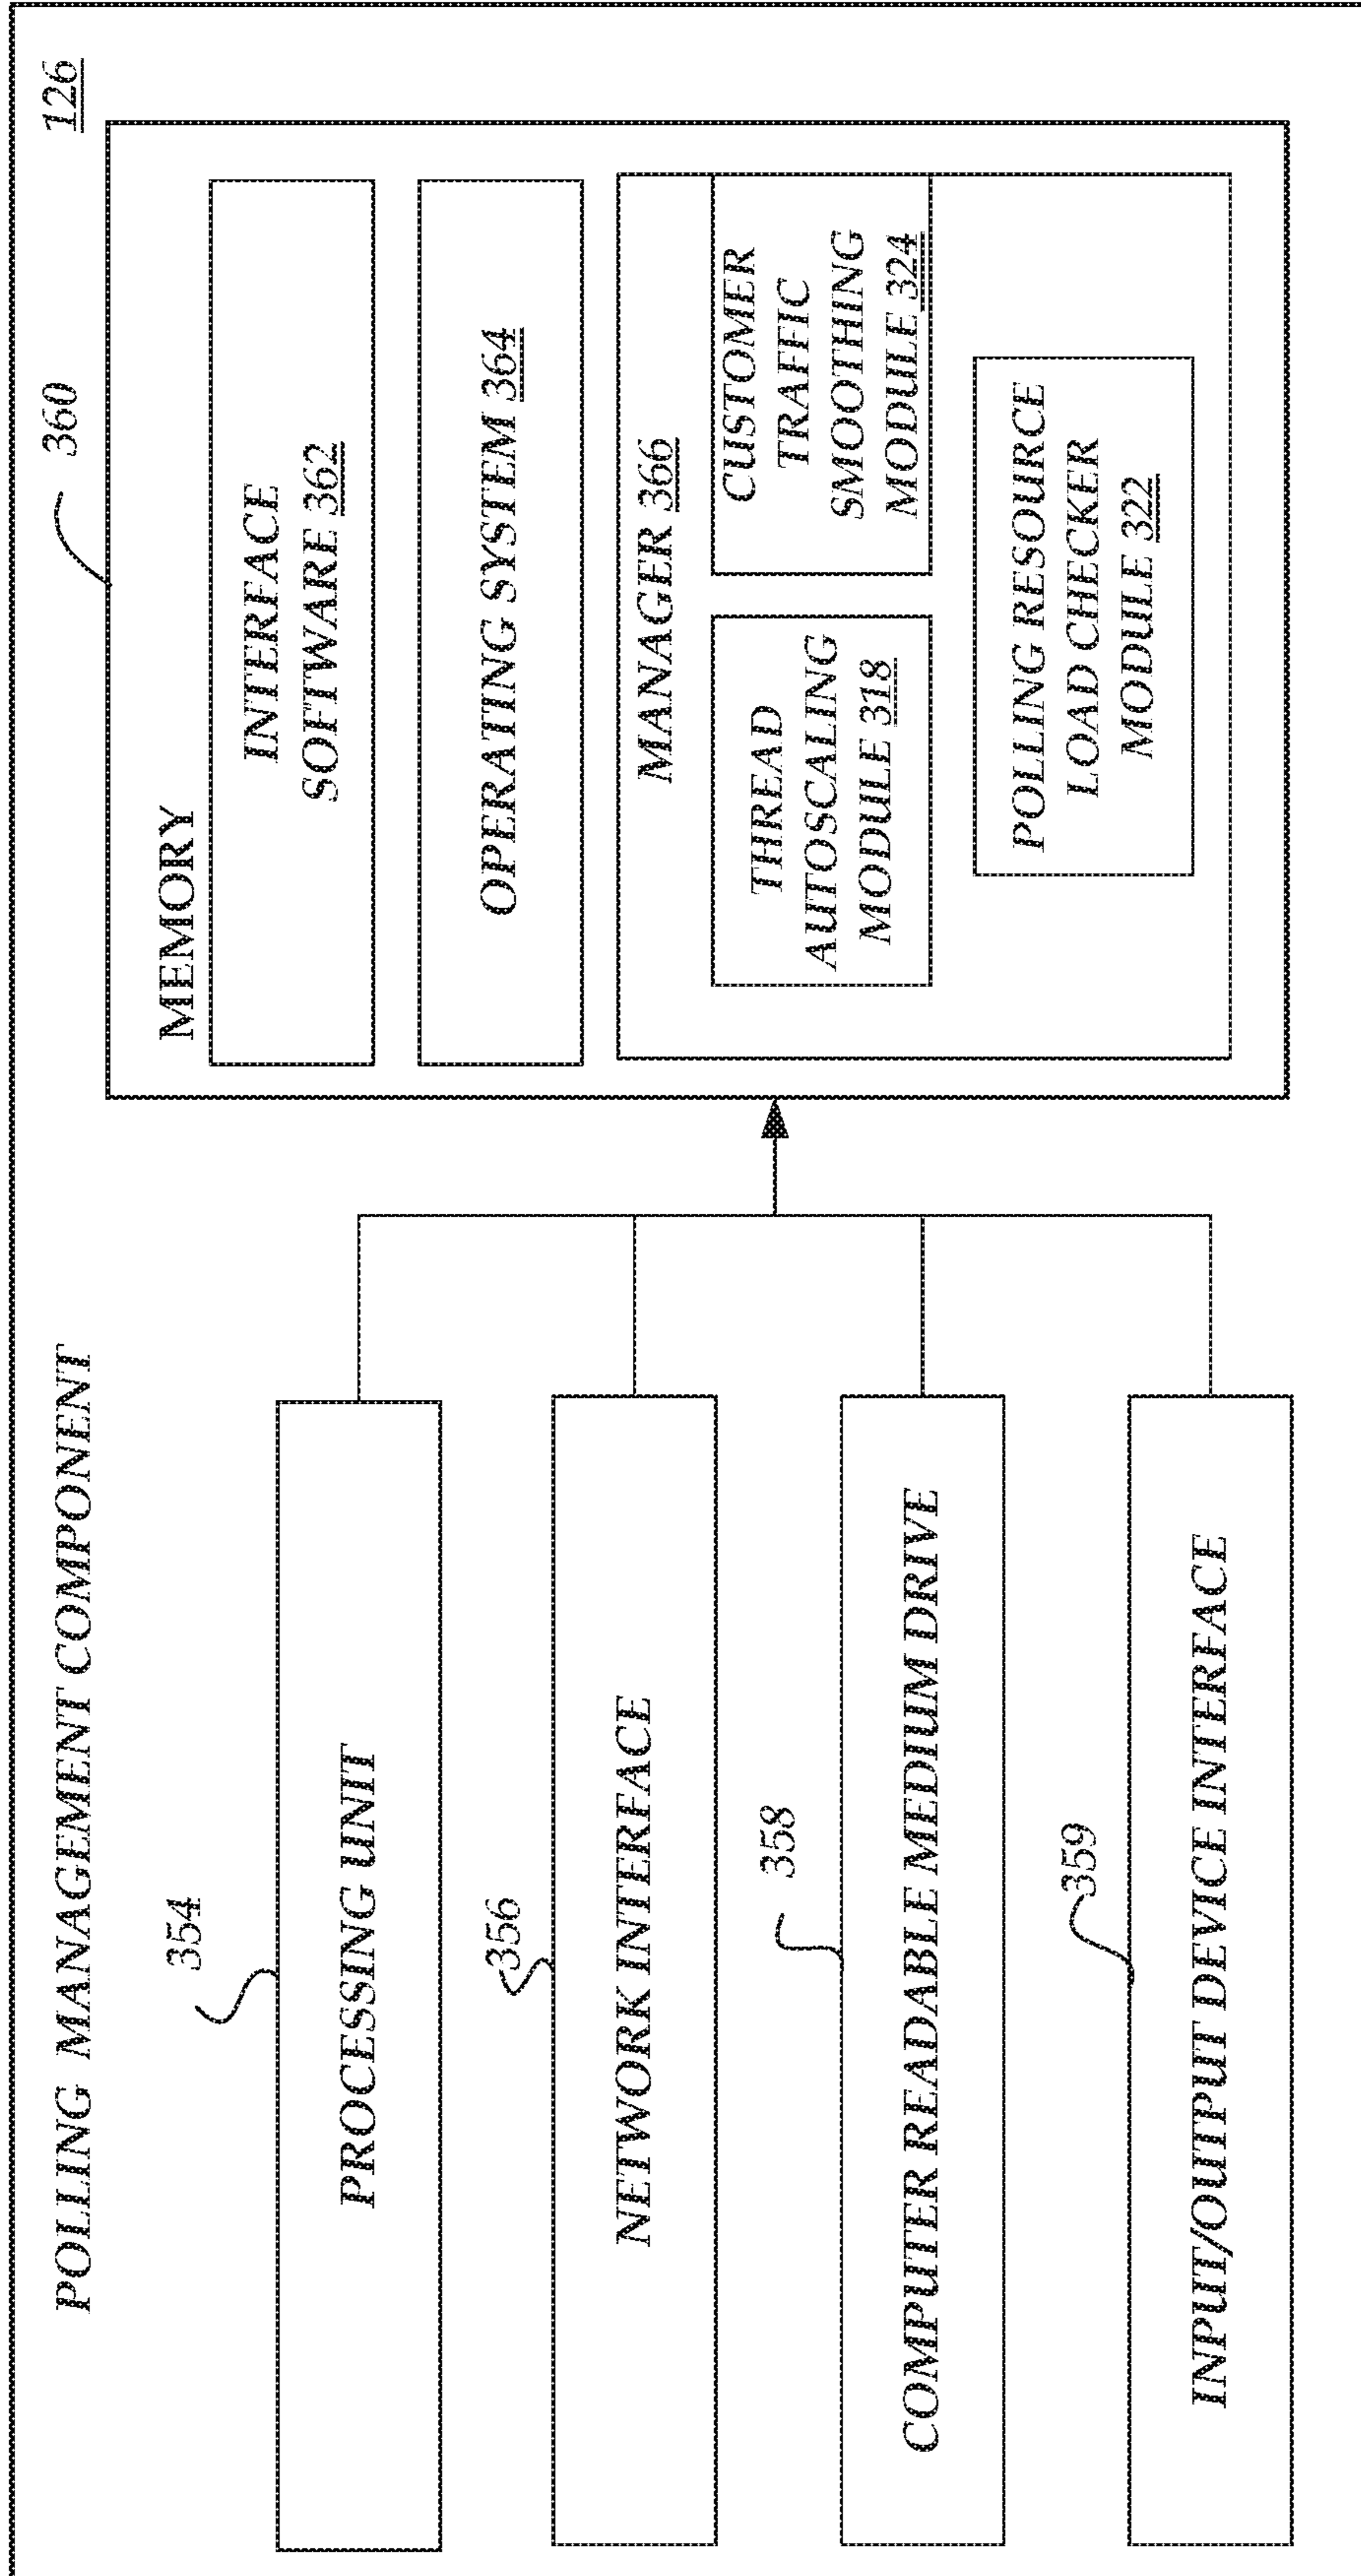 POLLING MANAGEMENT COMPONENT
126
354
PROCESSING UNIT
356
NETWORK INTERFACE
358
COMPUTER READABLE MEDIUM DRIVE
359
INPUT/OUTPUT DEVICE INTERFACE
360
MEMORY
INTERFACE
SOFTWARE 362
OPERATING SYSTEM 364
MANAGER 366
THREAD
AUTOSCALING
MODULE 318
CUSTOMER
TRAFFIC
SMOOTHING
MODULE 324
POLLING RESOURCE
LOAD CHECKER
MODULE 322